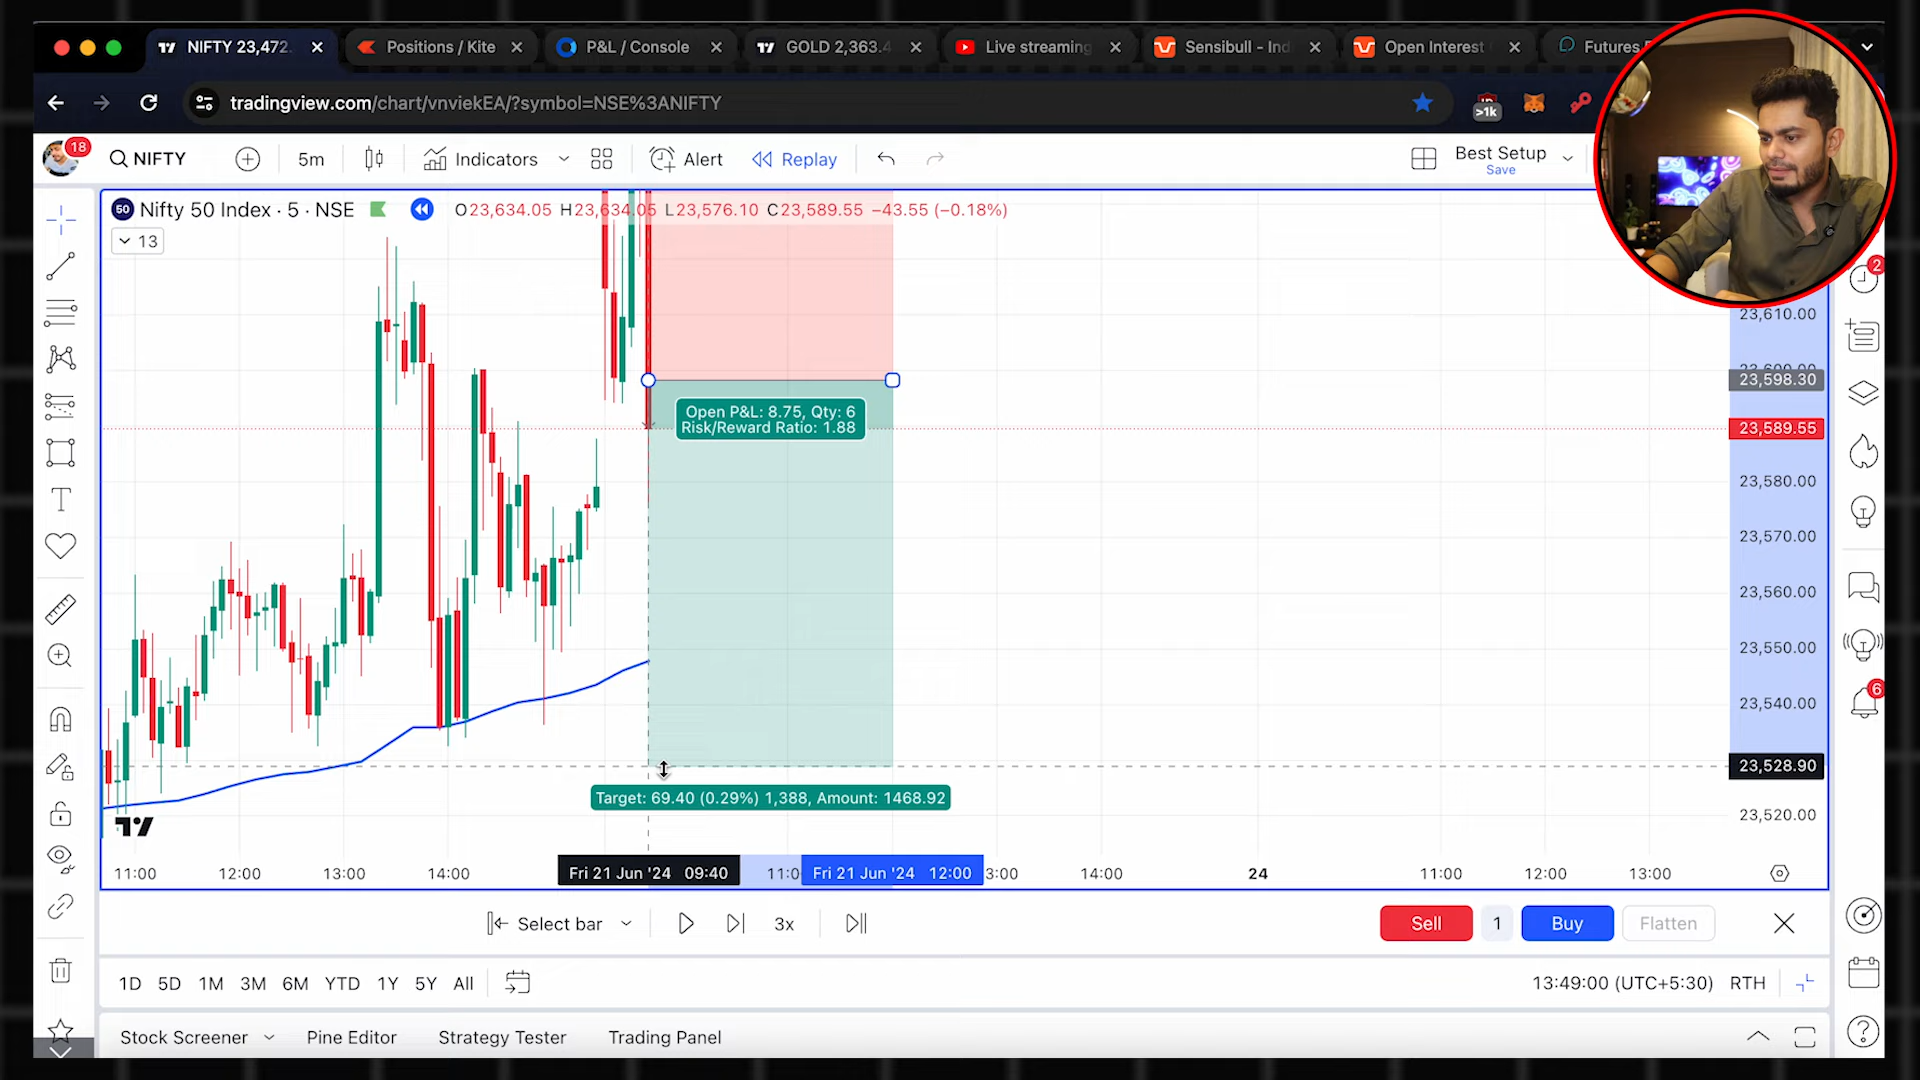 NIFTY 23,472.
Positions / Kite
P&L / Console
GOLD 2,363.4
Live streaming
Sensibull - Ind
Open Interest
Futures
tradingview.com/chart/vnviekEA/?symbol=NSE%3ANIFTY
>1k
18
NIFTY
5m
Indicators
Alert
Replay
Best Setup
Save
50 Nifty 50 Index · 5 · NSE
O23,634.05 H23,634.05 L23,576.10 C23,589.55 −43.55 (−0.18%)
13
2
23,610.00
23,598.30
Open P&L: 8.75, Qty: 6
Risk/Reward Ratio: 1.88
23,589.55
23,580.00
23,570.00
23,560.00
23,550.00
6
23,540.00
23,528.90
Target: 69.40 (0.29%) 1,388, Amount: 1468.92
23,520.00
11:00
12:00
13:00
14:00
Fri 21 Jun '24 09:40
11:0
Fri 21 Jun '24 12:00
3:00
14:00
24
11:00
12:00
13:00
Select bar
3x
Sell
1
Buy
Flatten
1D 5D 1M 3M 6M YTD 1Y 5Y All
13:49:00 (UTC+5:30) RTH
Stock Screener
Pine Editor
Strategy Tester
Trading Panel